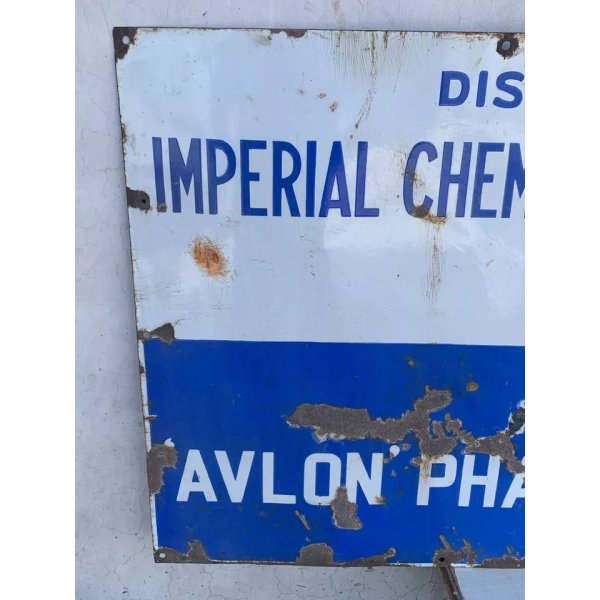 DIS
IMPERIAL CHEM
'AVLON' PHA